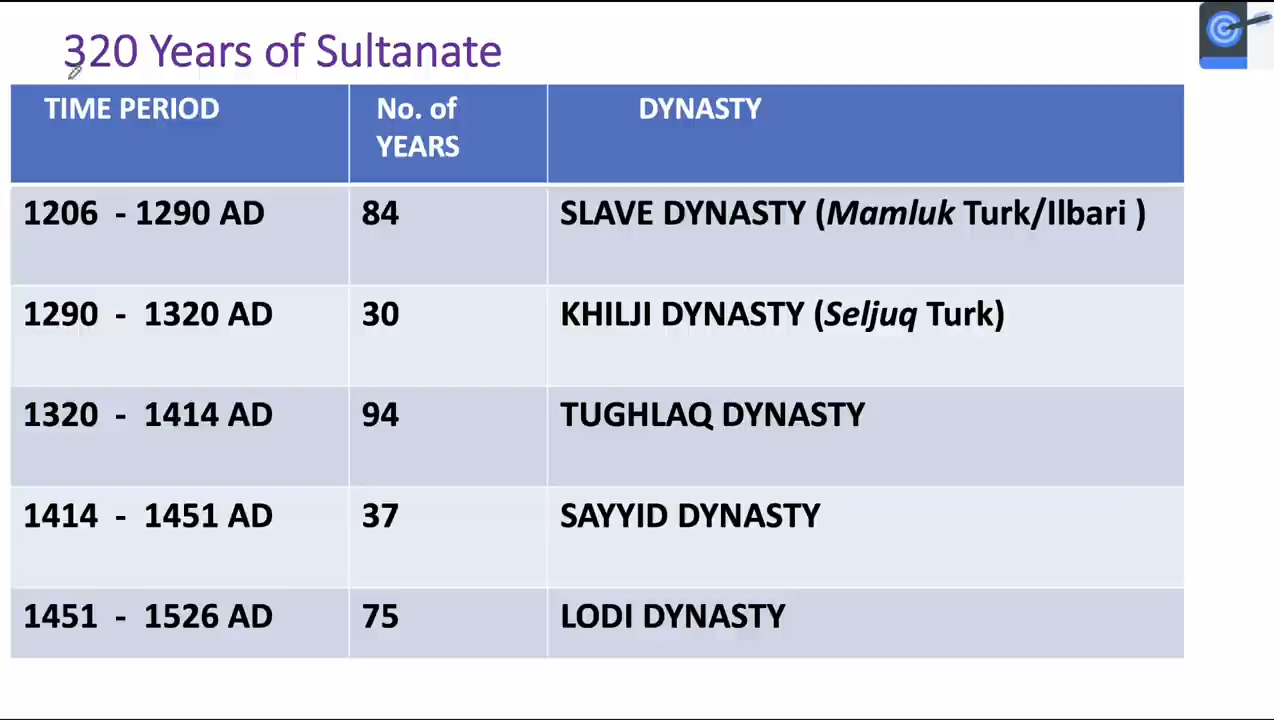 320 Years of Sultanate
TIME PERIOD No. of YEARS DYNASTY
1206 - 1290 AD 84 SLAVE DYNASTY (Mamluk Turk/Ilbari )
1290 - 1320 AD 30 KHILJI DYNASTY (Seljuq Turk)
1320 - 1414 AD 94 TUGHLAQ DYNASTY
1414 - 1451 AD 37 SAYYID DYNASTY
1451 - 1526 AD 75 LODI DYNASTY